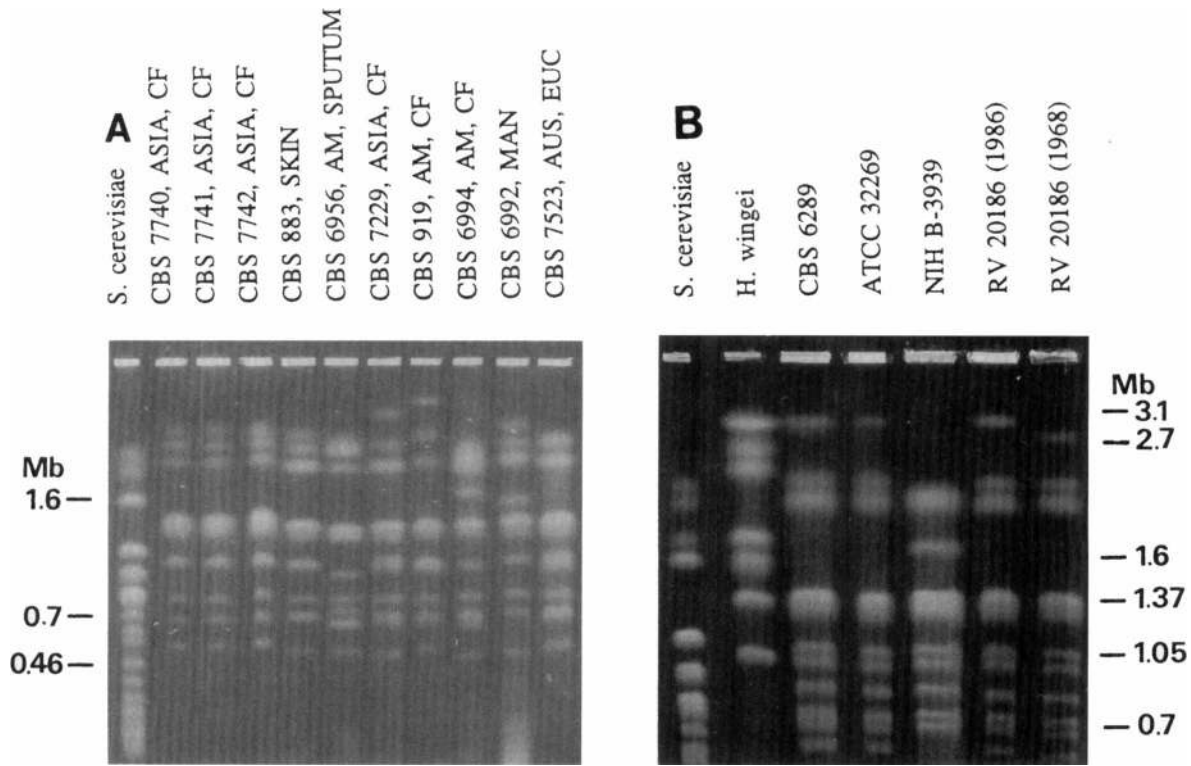 A
S. cerevisiae
CBS 7740, ASIA, CF
CBS 7741, ASIA, CF
CBS 7742, ASIA, CF
CBS 883, SKIN
CBS 6956, AM, SPUTUM
CBS 7229, ASIA, CF
CBS 919, AM, CF
CBS 6994, AM, CF
CBS 6992, MAN
CBS 7523, AUS, EUC
Mb
1.6
0.7
0.46
B
S. cerevisiae
H. wingei
CBS 6289
ATCC 32269
NIH B-3939
RV 20186 (1986)
RV 20186 (1968)
Mb
3.1
2.7
1.6
1.37
1.05
0.7